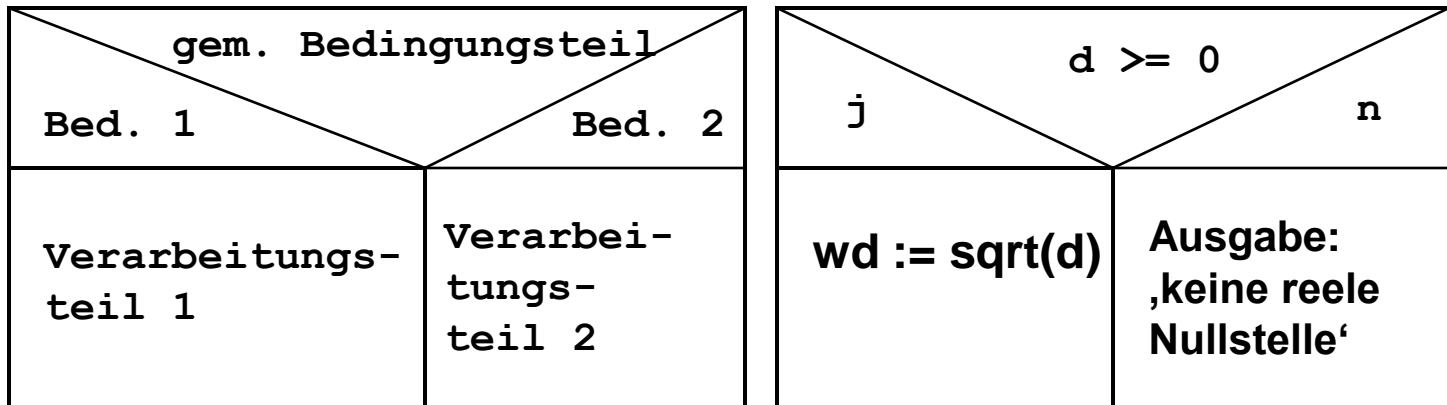 gem. Bedingungsteil
Bed. 1
Bed. 2
Verarbeitungs-
teil 1
Verarbei-
tungs-
teil 2
d >= 0
j
n
wd := sqrt(d)
Ausgabe:
‚keine reele
Nullstelle‘